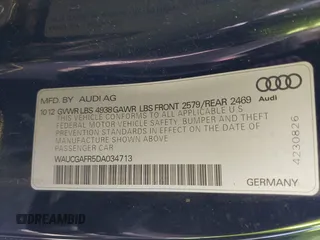 MFD. BY AUDI AG
10.12 GVWR LBS 4938 GAWR LBS FRONT 2579/REAR 2469
THIS VEHICLE CONFORMS TO ALL APPLICABLE U.S.
FEDERAL MOTOR VEHICLE SAFETY, BUMPER AND THEFT
PREVENTION STANDARDS IN EFFECT ON THE DATE OF
MANUFACTURE SHOWN ABOVE.
PASSENGER CAR
WAUCGAFR5DA034713
GERMANY
Audi
4230826
DREAMBID